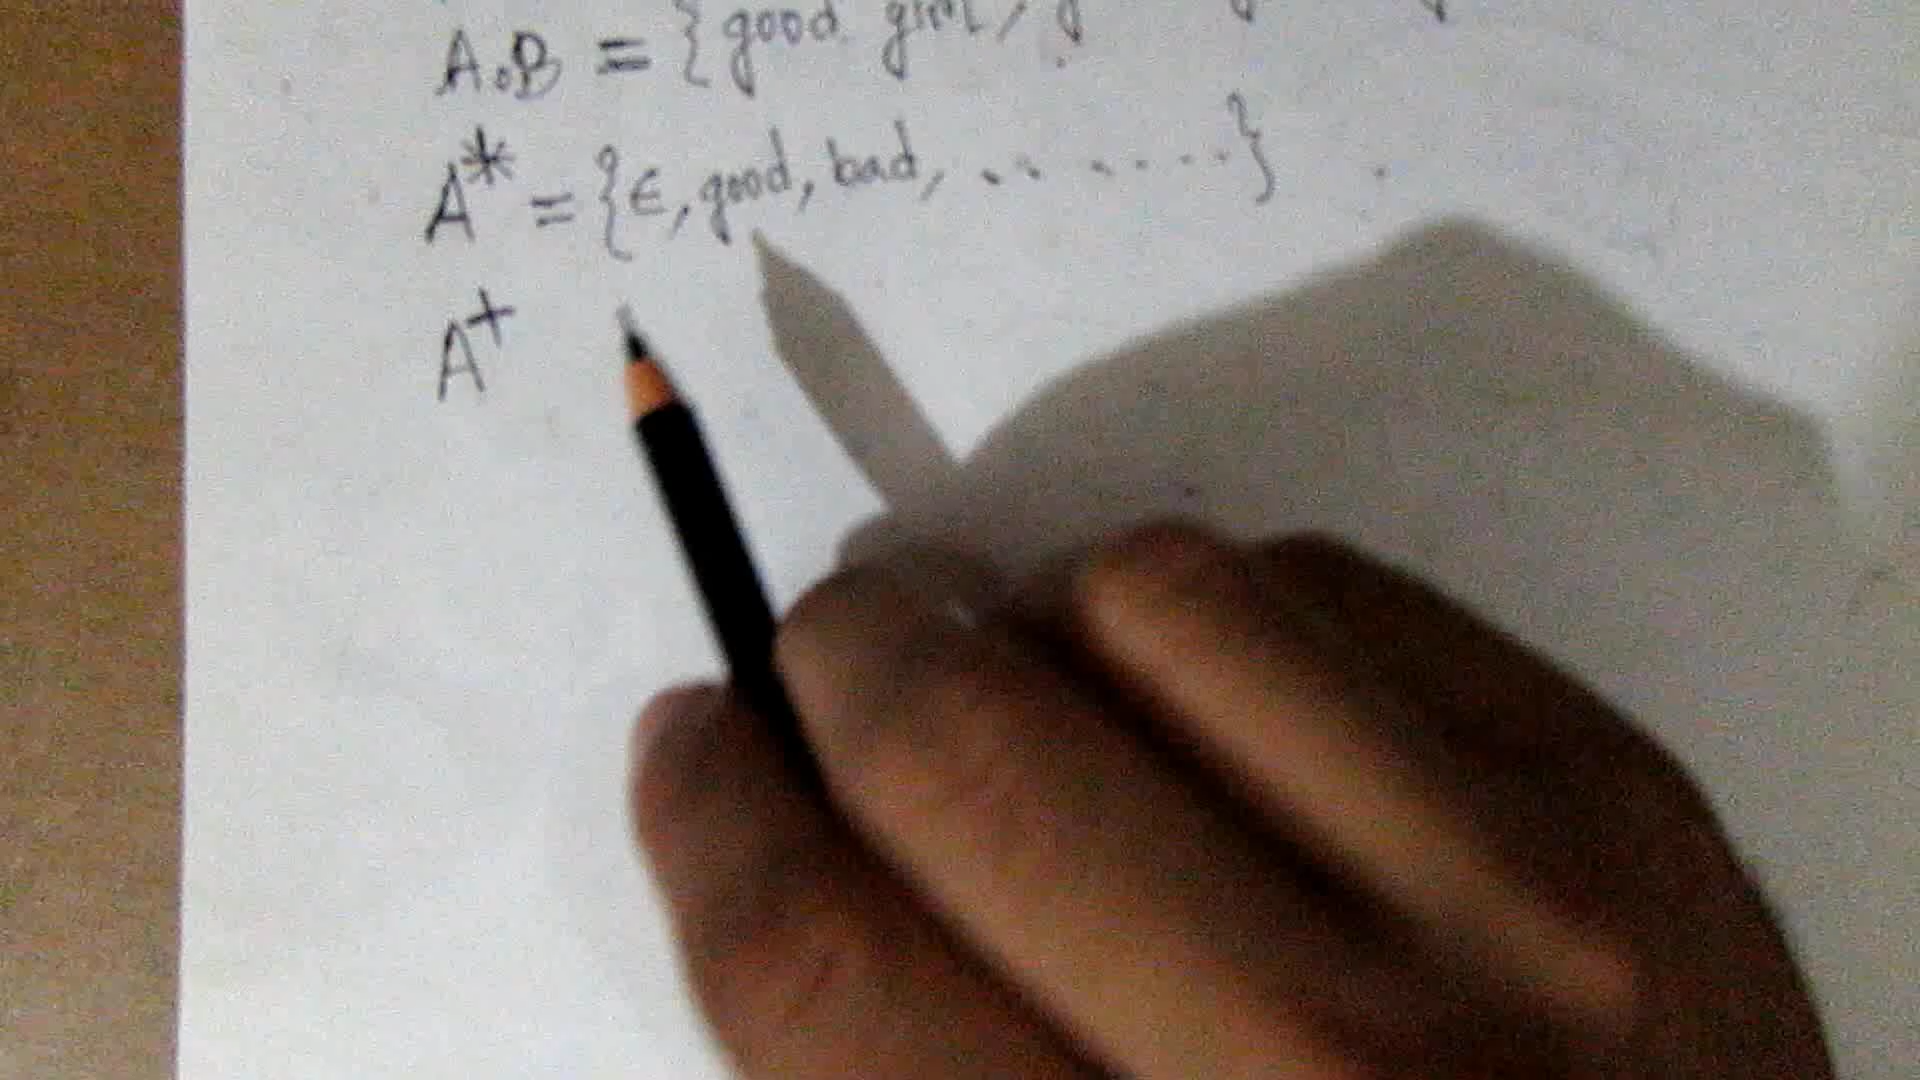 A.B = {good girl, g
A* = {ϵ, good, bad, .. .....}
A+